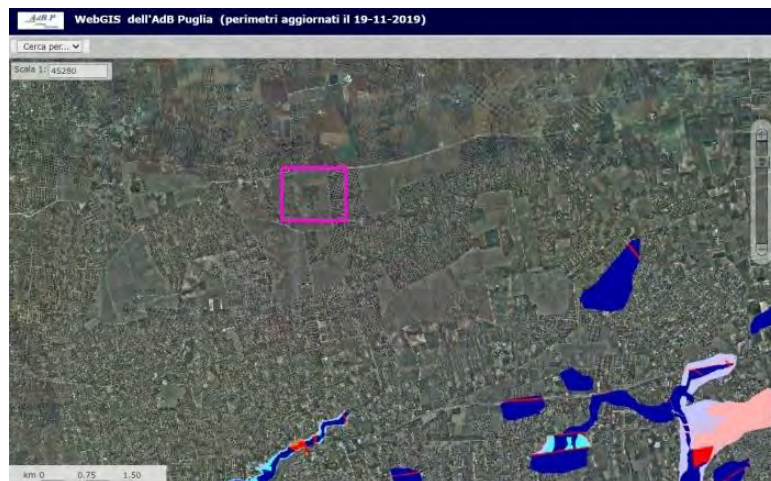 AdB P WebGIS dell'AdB Puglia (perimetri aggiornati il 19-11-2019)
Cerca per...
Scala 1: 45280
km 0 0.75 1.50